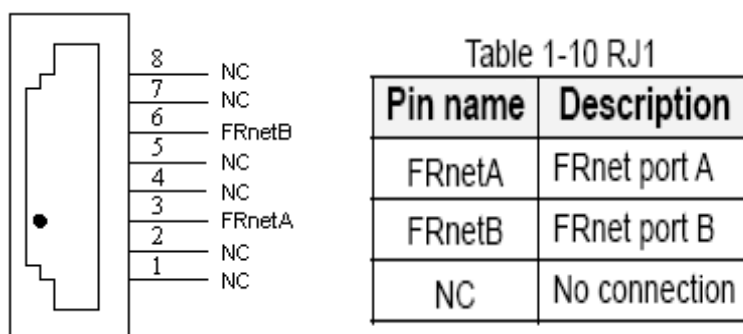 8 NC
7 NC
6 FRnetB
5 NC
4 NC
3 FRnetA
2 NC
1 NC
Table 1-10 RJ1
Pin name Description
FRnetA FRnet port A
FRnetB FRnet port B
NC No connection